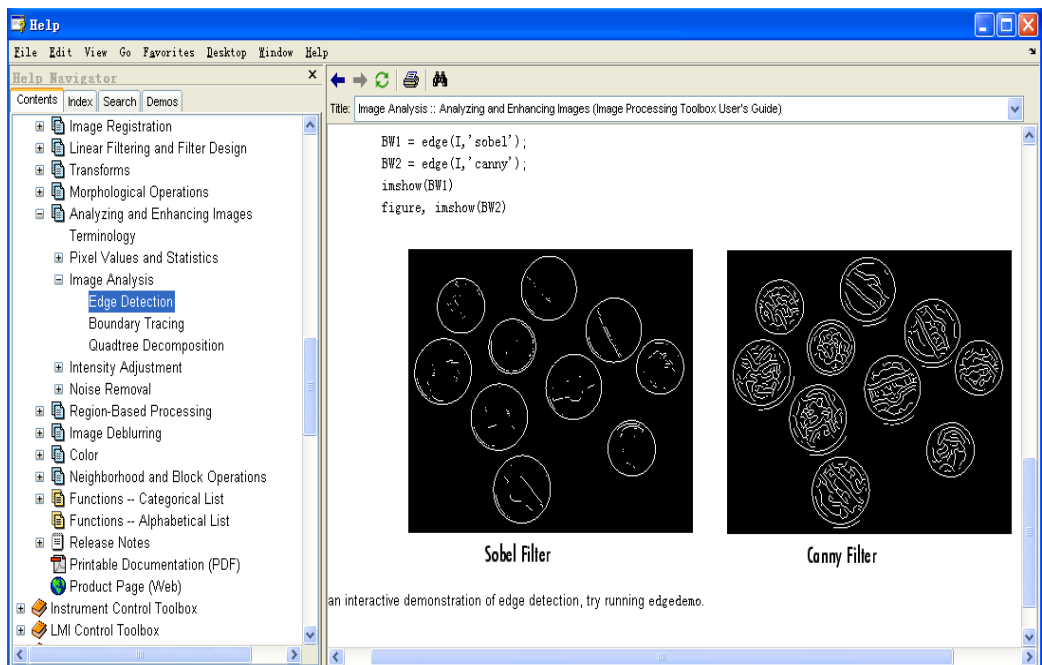 Help
File Edit View Go Favorites Desktop Window Help
Help Navigator
Contents Index Search Demos
Image Registration
Linear Filtering and Filter Design
Transforms
Morphological Operations
Analyzing and Enhancing Images
Terminology
Pixel Values and Statistics
Image Analysis
Edge Detection
Boundary Tracing
Quadtree Decomposition
Intensity Adjustment
Noise Removal
Region-Based Processing
Image Deblurring
Color
Neighborhood and Block Operations
Functions -- Categorical List
Functions -- Alphabetical List
Release Notes
Printable Documentation (PDF)
Product Page (Web)
Instrument Control Toolbox
LMI Control Toolbox
Title: Image Analysis :: Analyzing and Enhancing Images (Image Processing Toolbox User's Guide)
BW1 = edge(I,'sobel');
BW2 = edge(I,'canny');
imshow(BW1)
figure, imshow(BW2)
Sobel Filter
Canny Filter
an interactive demonstration of edge detection, try running edgedemo.